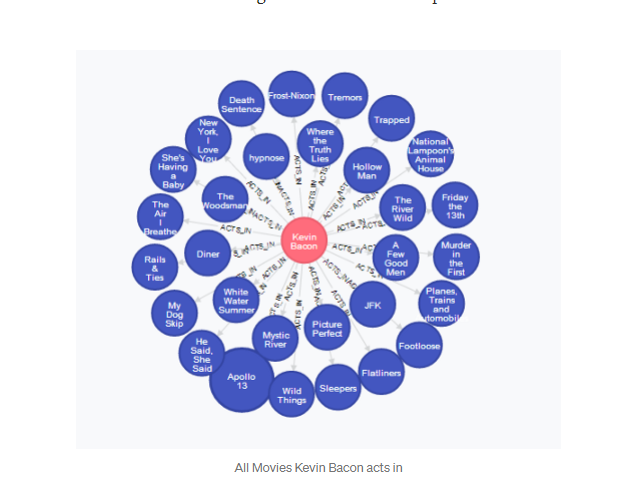 Death
Sentence
Frost-Nixon
Tremors
Trapped
New
York,
I
Love
You
hypnose
Where
the
Truth
Lies
Hollow
Man
National
Lampoon's
Animal
House
She's
Having
a
Baby
The
Woodsman
The
River
Wild
Friday
the
13th
The
Air
I
Breathe
ACTS_IN
ACTS_IN
ACTS_IN
ACTS_IN
Kevin
Bacon
Diner
A
Few
Good
Men
Murder
in
the
First
Rails
&
Ties
White
Water
Summer
JFK
Planes,
Trains
and
My
Dog
Skip
Mystic
River
Picture
Perfect
Footloose
He
Said,
She
Said
Apollo
13
Wild
Things
Sleepers
Flatliners
All Movies Kevin Bacon acts in